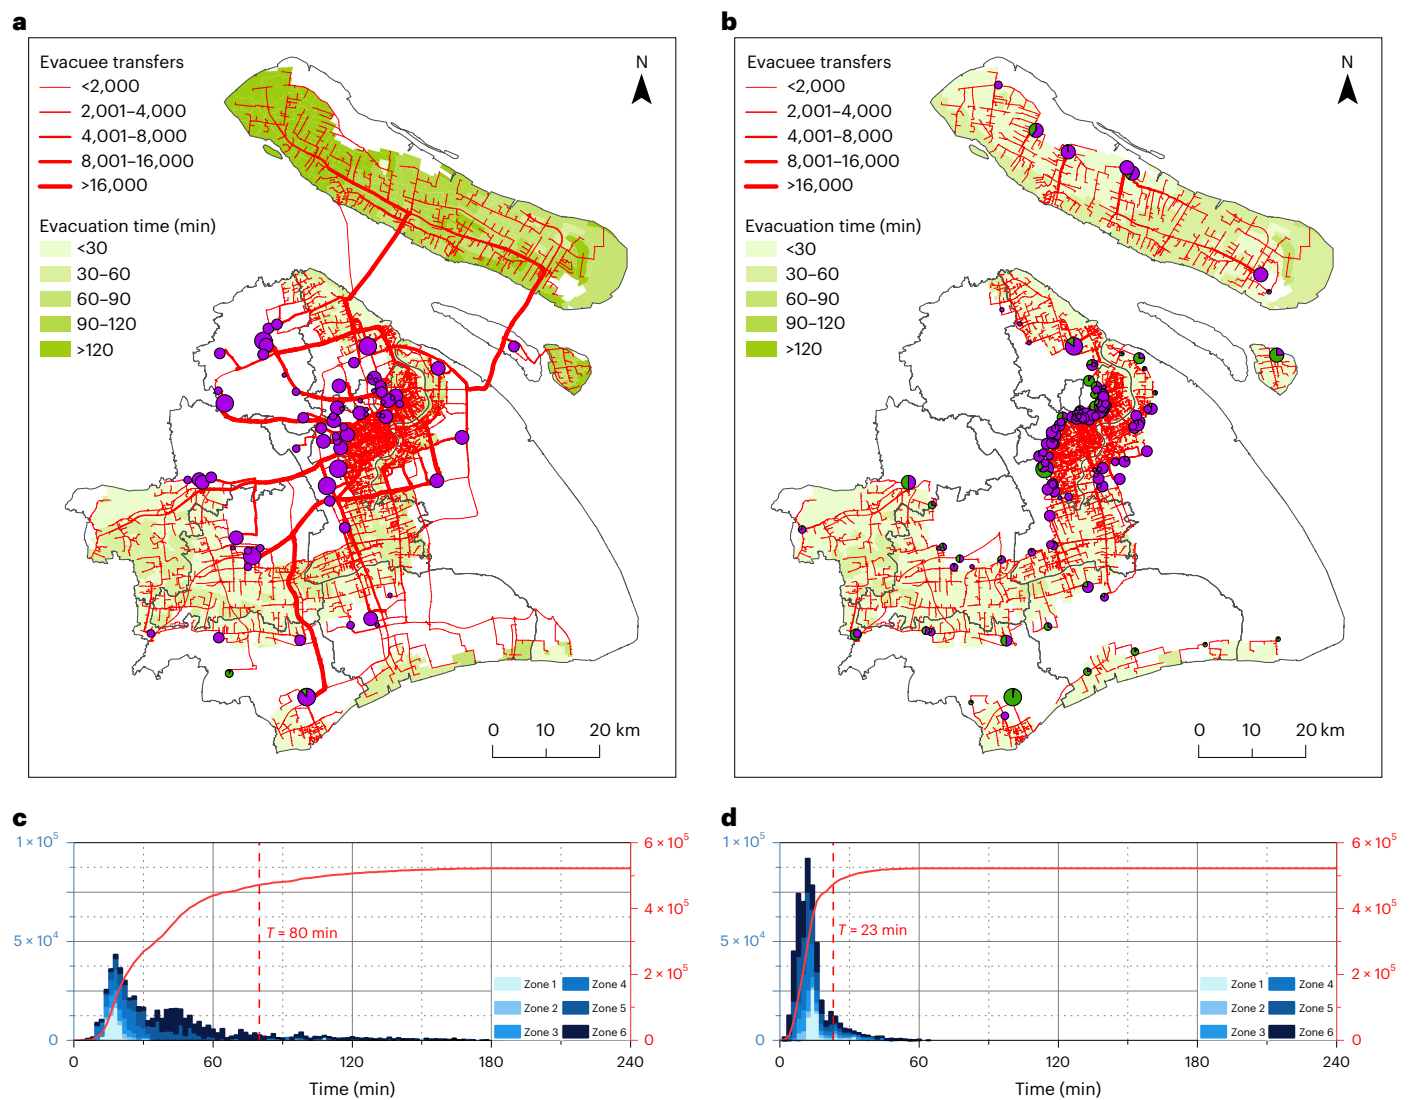 a
Evacuee transfers
<2,000
2,001–4,000
4,001–8,000
8,001–16,000
>16,000
Evacuation time (min)
<30
30–60
60–90
90–120
>120
N
0 10 20 km
b
Evacuee transfers
<2,000
2,001–4,000
4,001–8,000
8,001–16,000
>16,000
Evacuation time (min)
<30
30–60
60–90
90–120
>120
N
0 10 20 km
c
1 × 10⁵
5 × 10⁴
0
6 × 10⁵
4 × 10⁵
2 × 10⁵
0
T = 80 min
Zone 1 Zone 4
Zone 2 Zone 5
Zone 3 Zone 6
0 60 120 180 240
Time (min)
d
1 × 10⁵
5 × 10⁴
0
6 × 10⁵
4 × 10⁵
2 × 10⁵
0
T = 23 min
Zone 1 Zone 4
Zone 2 Zone 5
Zone 3 Zone 6
0 60 120 180 240
Time (min)